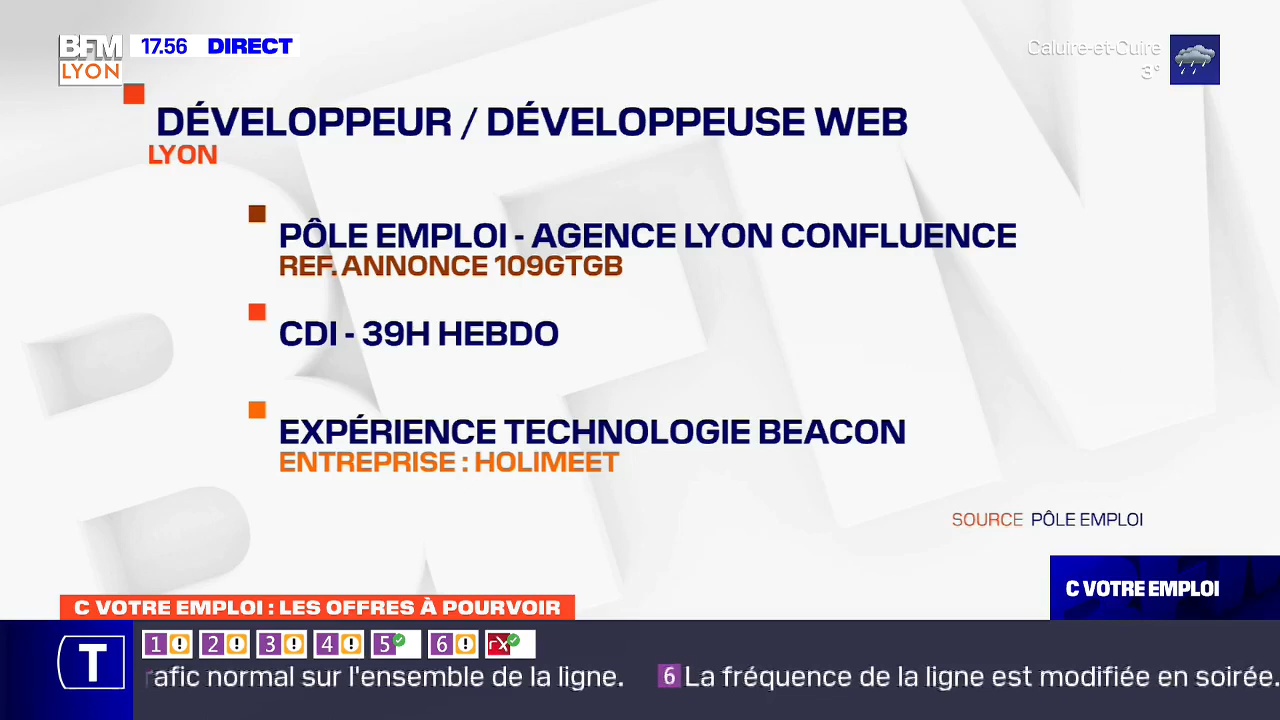 BFM 17.56 DIRECT
LYON
Caluire-et-Cuire
3°
DÉVELOPPEUR / DÉVELOPPEUSE WEB
LYON
PÔLE EMPLOI - AGENCE LYON CONFLUENCE
REF. ANNONCE 109GTGB
CDI - 39H HEBDO
EXPÉRIENCE TECHNOLOGIE BEACON
ENTREPRISE : HOLIMEET
SOURCE PÔLE EMPLOI
C VOTRE EMPLOI
C VOTRE EMPLOI : LES OFFRES À POURVOIR
T
1 ! 2 ! 3 ! 4 ! 5 6 ! rx
rafic normal sur l'ensemble de la ligne. 6 La fréquence de la ligne est modifiée en soirée.